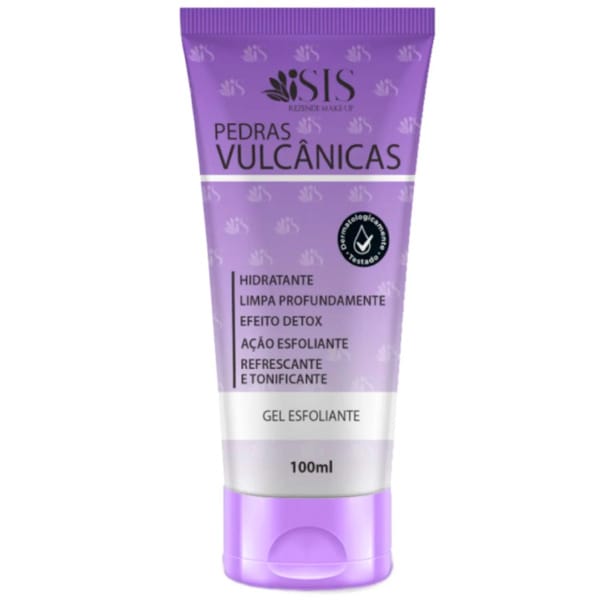 iSIS
REZENDE MAKE-UP
PEDRAS
VULCÂNICAS
Dermatologicamente
Testado
HIDRATANTE
LIMPA PROFUNDAMENTE
EFEITO DETOX
AÇÃO ESFOLIANTE
REFRESCANTE
E TONIFICANTE
GEL ESFOLIANTE
100ml